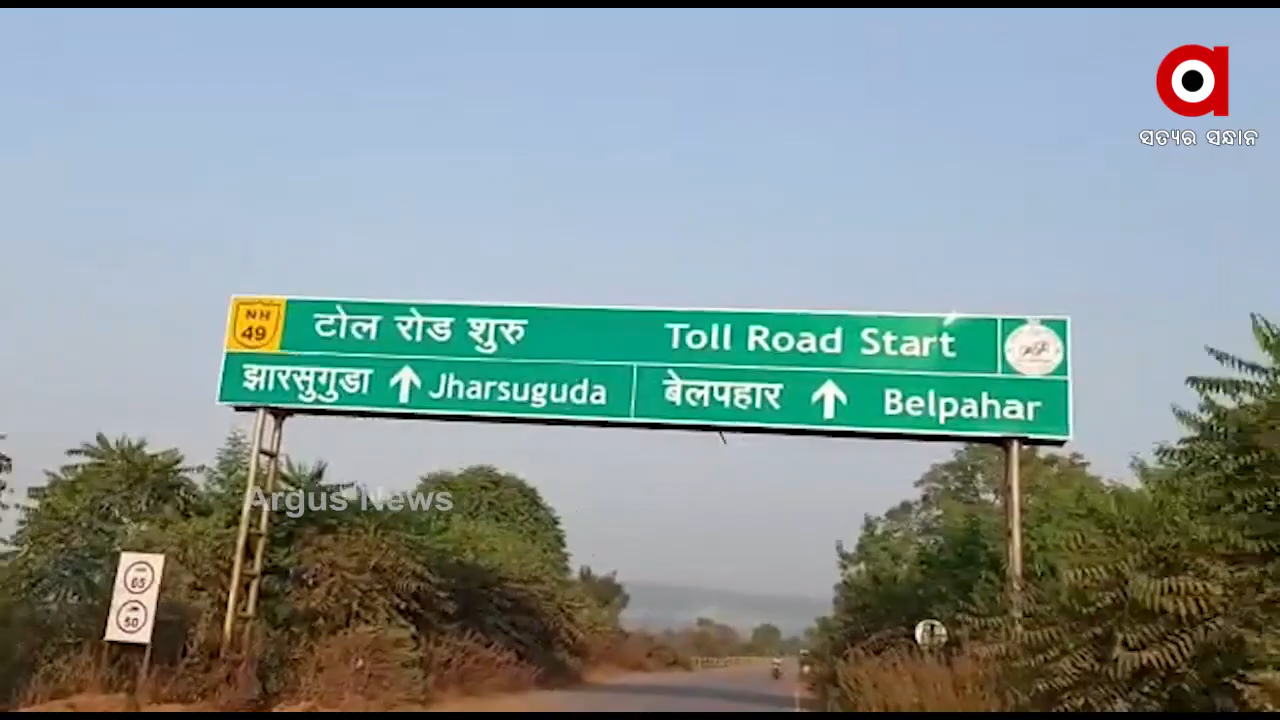 ସତ୍ୟର ସନ୍ଧାନ
NH
49
टोल रोड शुरु Toll Road Start
झारसुगुडा Jharsuguda बेलपहार Belpahar
Argus News
65
50